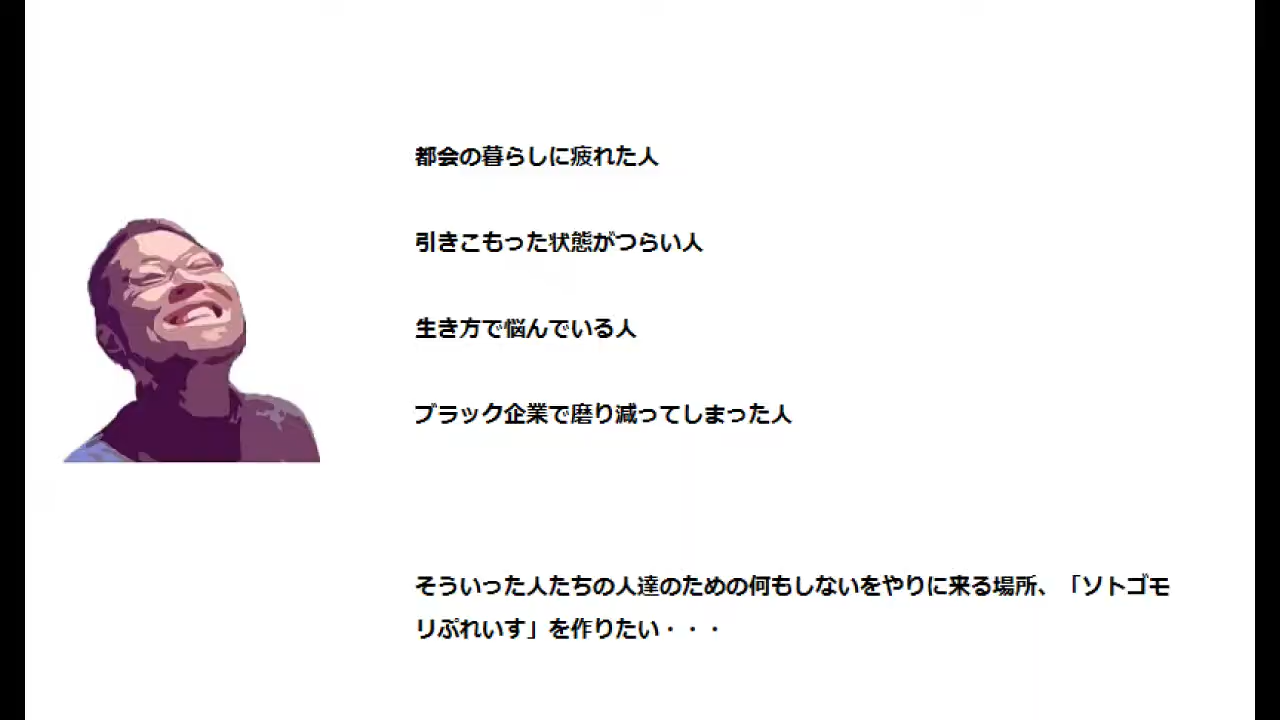 都会の暮らしに疲れた人
引きこもった状態がつらい人
生き方で悩んでいる人
ブラック企業で磨り減ってしまった人
そういった人たちの人達のための何もしないをやりに来る場所、「ソトゴモ
リぷれいす」を作りたい・・・